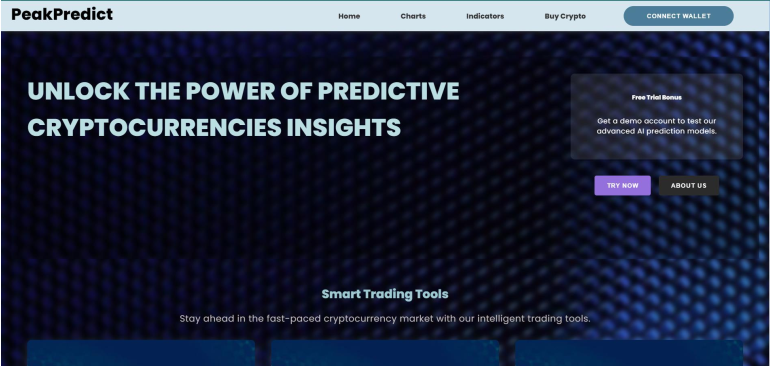 PeakPredict
Home Charts Indicators Buy Crypto CONNECT WALLET
UNLOCK THE POWER OF PREDICTIVE
CRYPTOCURRENCIES INSIGHTS
Free Trial Bonus
Get a demo account to test our
advanced AI prediction models.
TRY NOW ABOUT US
Smart Trading Tools
Stay ahead in the fast-paced cryptocurrency market with our intelligent trading tools.